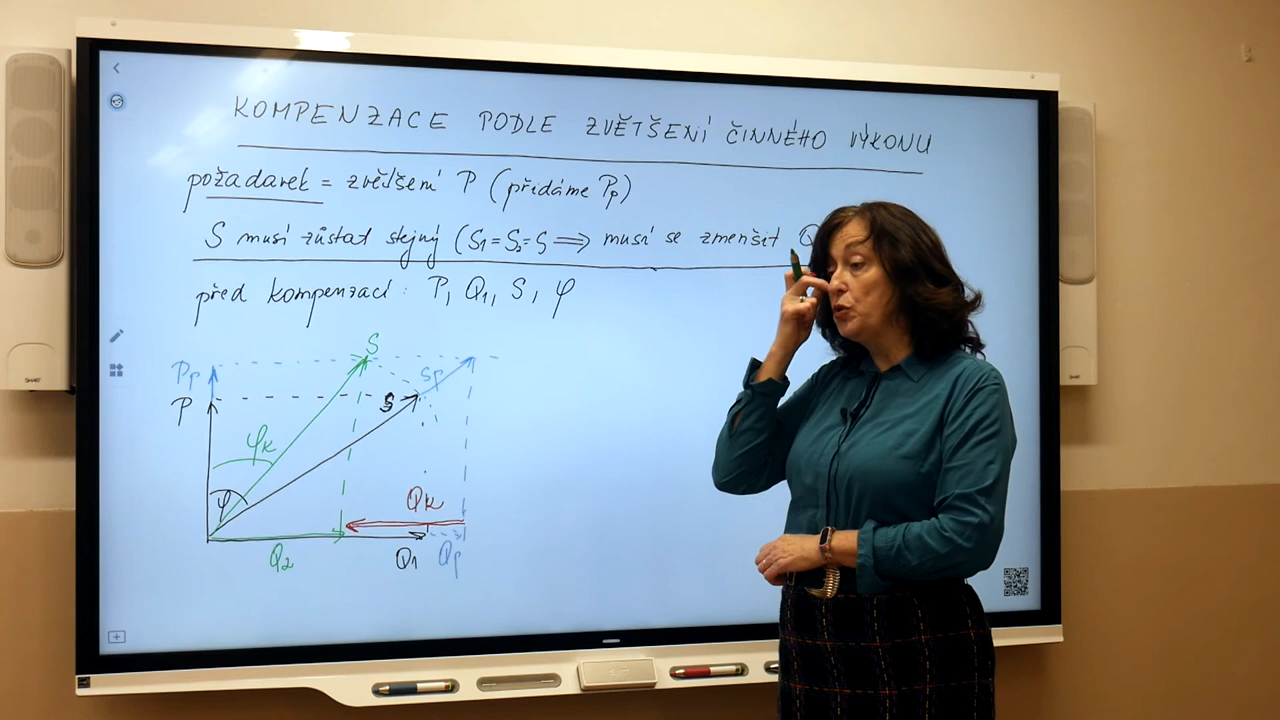 KOMPENZACE PODLE ZVĚTŠENÍ ČINNÉHO VÝKONU
požadavek = zvětšení P (přidáme Pp)
S musí zůstat stejný (S1=S2=S ⟹ musí se zmenšit Q
před kompenzací: P, Q1, S, φ
S
Pp Sp
P S
φk
φ Qk
Q2 Q1 Qp
SMART